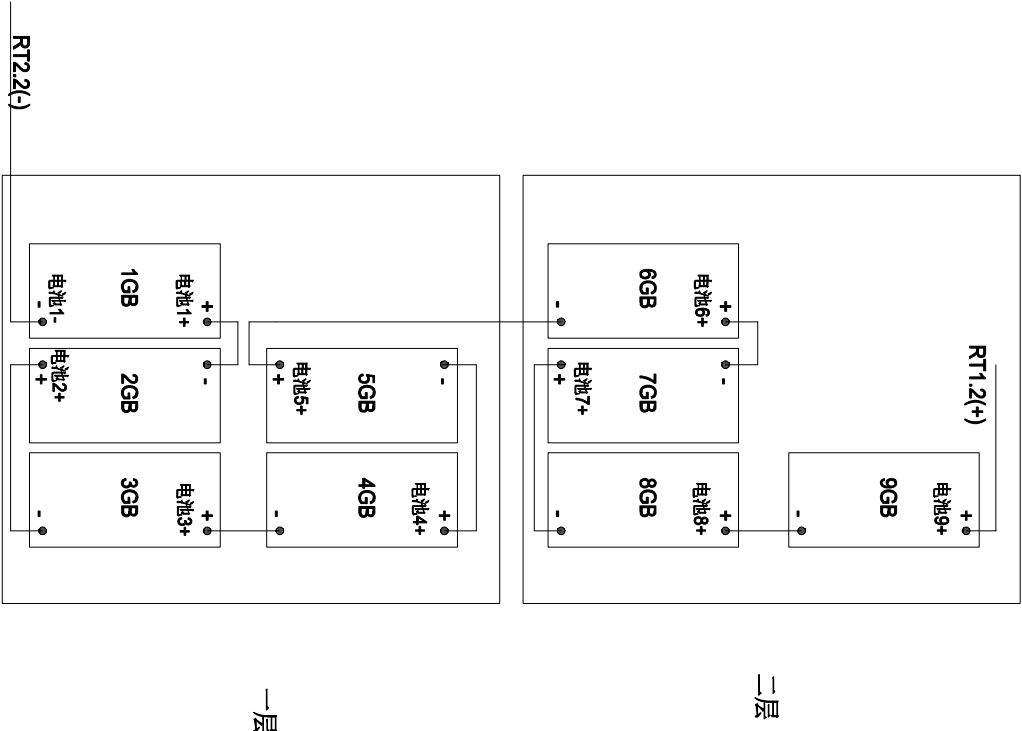 RT2.2(-)
电池1-
-
1GB
电池1+
+
电池2+
+
2GB
-
-
3GB
电池3+
+
电池5+
+
5GB
-
-
4GB
电池4+
+
一层
-
6GB
电池6+
+
电池7+
+
7GB
-
-
8GB
电池8+
+
-
9GB
电池9+
+
RT1.2(+)
二层